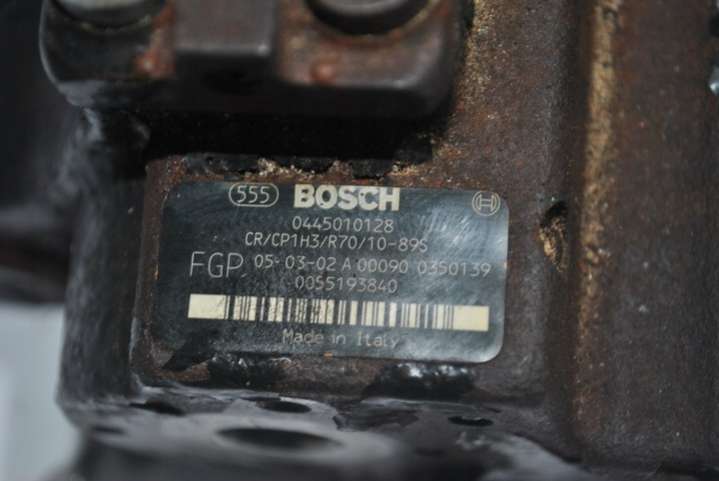 555 BOSCH
0445010128
CR/CP1H3/R70/10-89S
FGP 05-03-02 A 00090 0350139
0055193840
Made in Italy